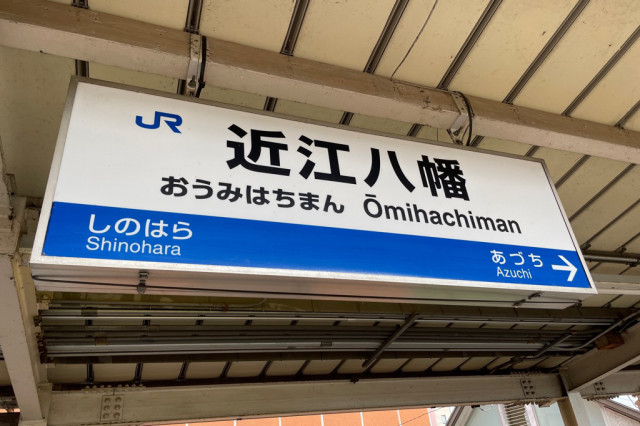 JR
近江八幡
おうみはちまん Ōmihachiman
しのはら
Shinohara
あづち
Azuchi →